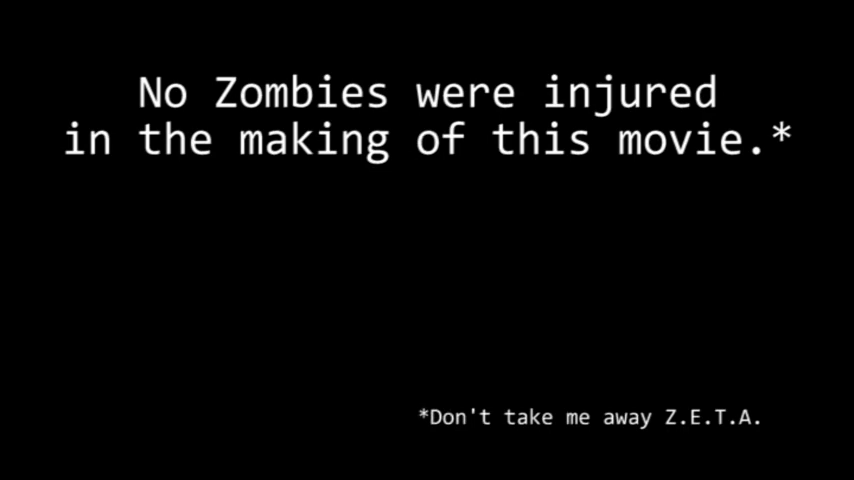 No Zombies were injured
in the making of this movie.*
*Don't take me away Z.E.T.A.